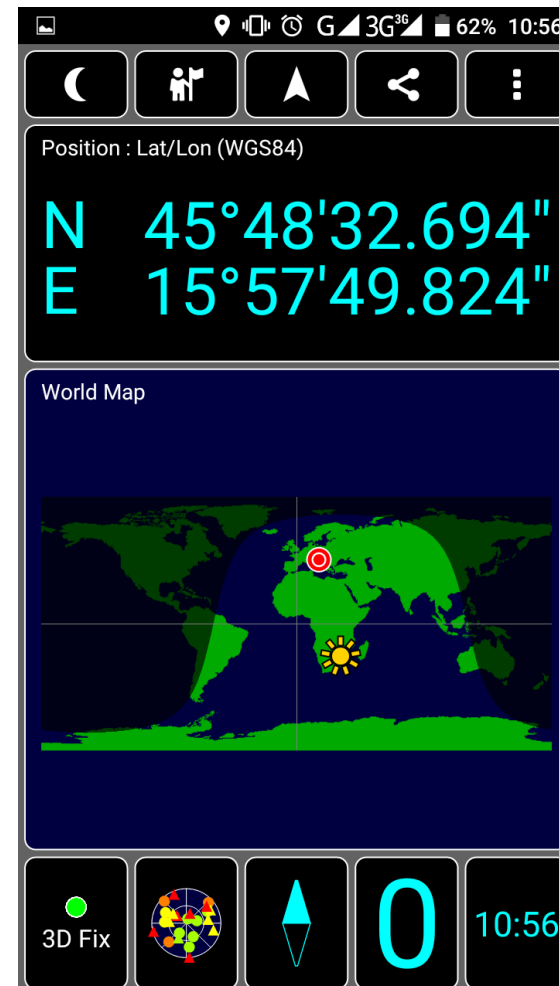 G 3G 3G 62% 10:56
Position : Lat/Lon (WGS84)
N 45°48'32.694"
E 15°57'49.824"
World Map
3D Fix
0
10:56